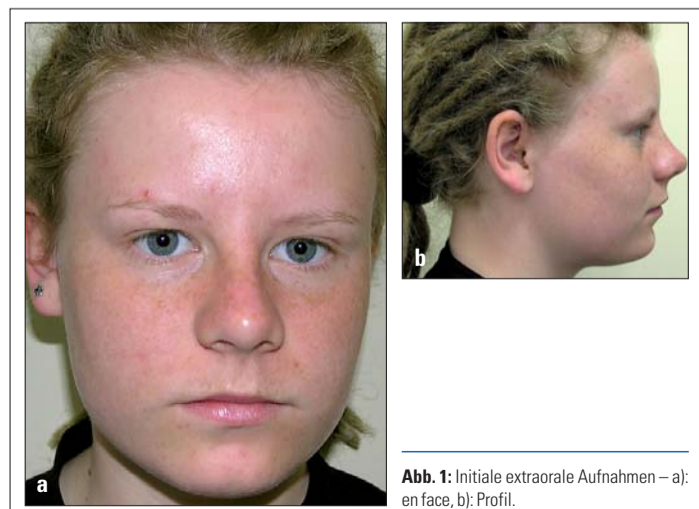 a
b
Abb. 1: Initiale extraorale Aufnahmen – a):
en face, b): Profil.